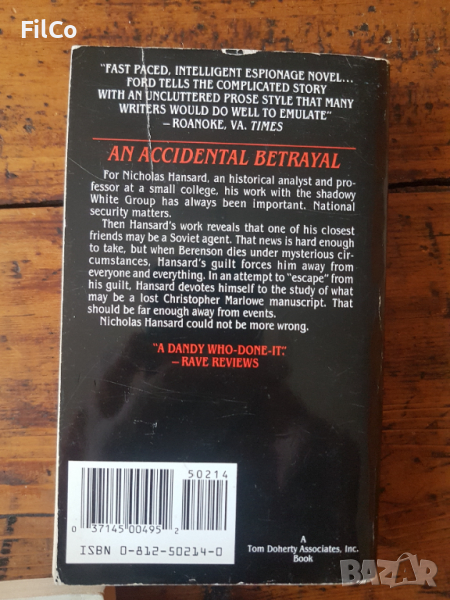 FilCo
"FAST PACED, INTELLIGENT ESPIONAGE NOVEL...
FORD TELLS THE COMPLICATED STORY
WITH AN UNCLUTTERED PROSE STYLE THAT MANY
WRITERS WOULD DO WELL TO EMULATE"
– ROANOKE, VA. TIMES
AN ACCIDENTAL BETRAYAL
For Nicholas Hansard, an historical analyst and pro-
fessor at a small college, his work with the shadowy
White Group has always been important. National
security matters.
Then Hansard's work reveals that one of his closest
friends may be a Soviet agent. That news is hard enough
to take, but when Berenson dies under mysterious cir-
cumstances, Hansard's guilt forces him away from
everyone and everything. In an attempt to "escape" from
his guilt, Hansard devotes himself to the study of what
may be a lost Christopher Marlowe manuscript. That
should be far enough away from events.
Nicholas Hansard could not be more wrong.
"A DANDY WHO-DONE-IT."
– RAVE REVIEWS
50214
0 37145 00495 2
ISBN 0-812-50214-0
A
Tom Doherty Associates, Inc.
Book
BAZAR